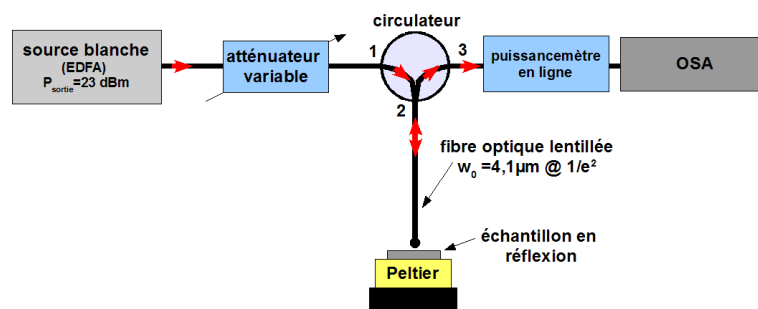 circulateur
source blanche
(EDFA)
P sortie=23 dBm
atténuateur
variable
1
3
2
puissancemètre
en ligne
OSA
fibre optique lentillée
w₀ =4,1µm @ 1/e²
échantillon en
réflexion
Peltier